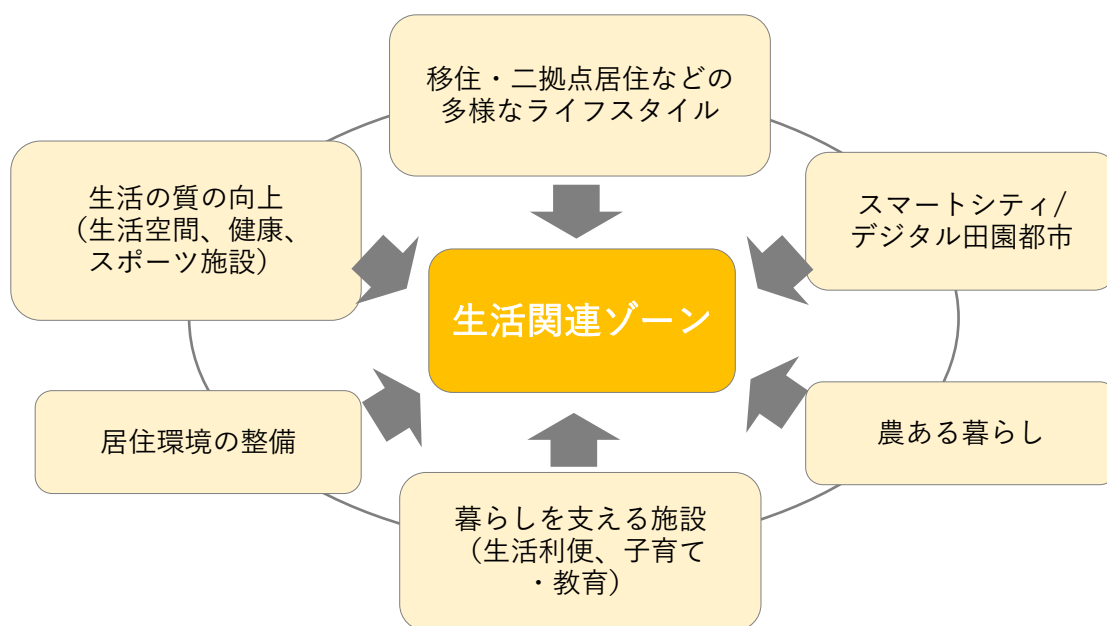 移住・二拠点居住などの
多様なライフスタイル
生活の質の向上
（生活空間、健康、
スポーツ施設）
スマートシティ/
デジタル田園都市
生活関連ゾーン
居住環境の整備
農ある暮らし
暮らしを支える施設
（生活利便、子育て
・教育）